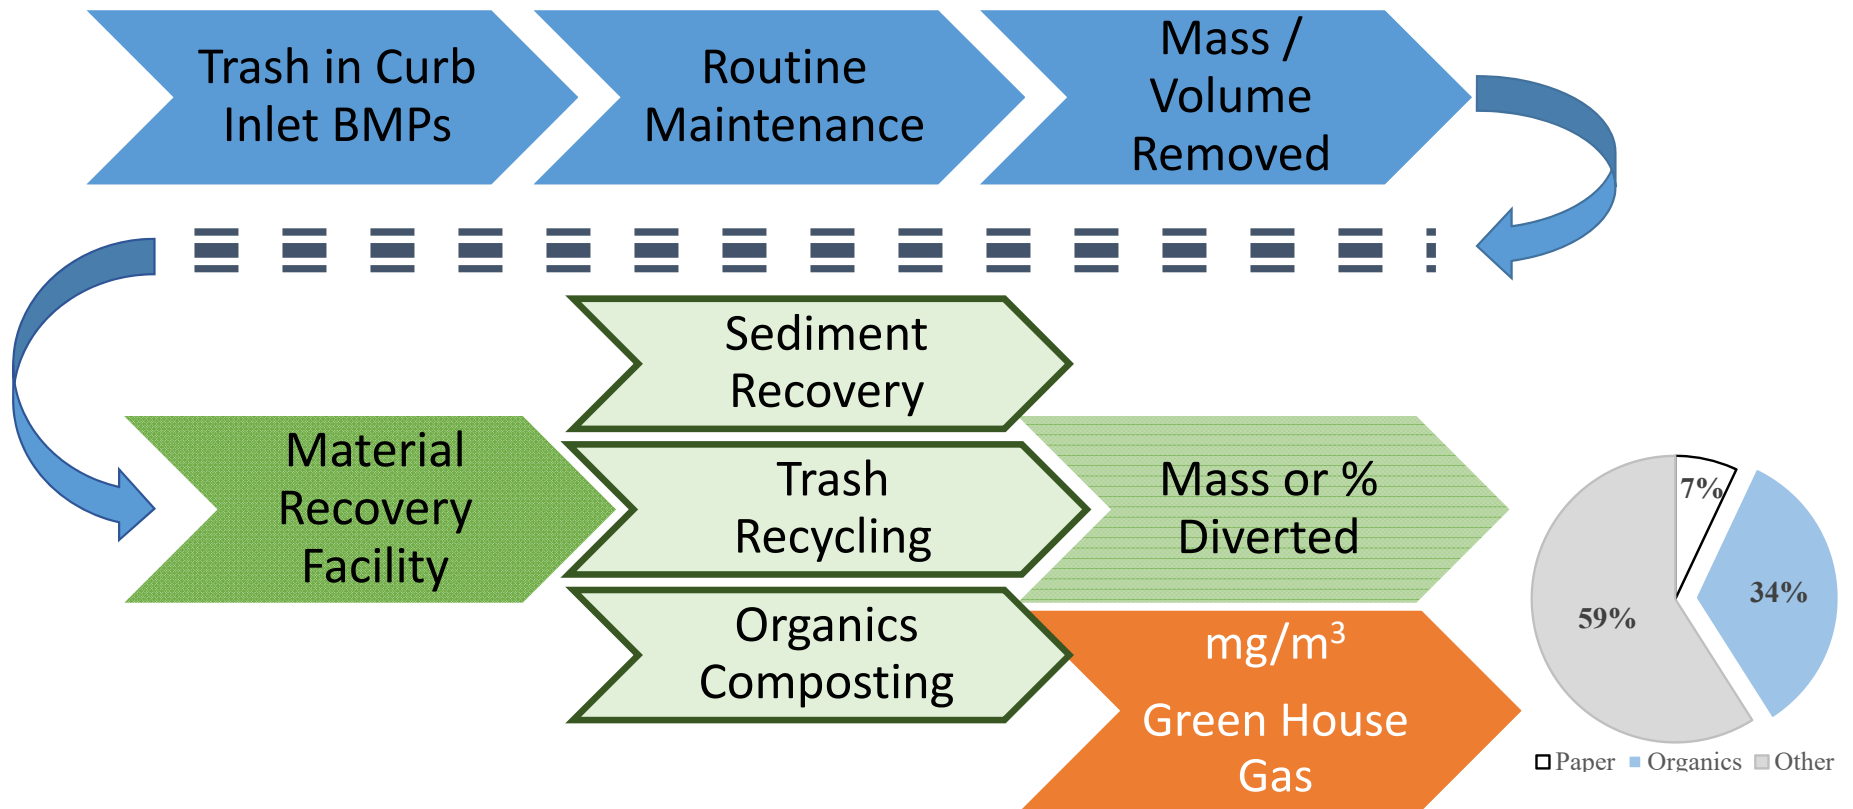 Trash in Curb
Inlet BMPs
Routine
Maintenance
Mass /
Volume
Removed
Material
Recovery
Facility
Sediment
Recovery
Trash
Recycling
Organics
Composting
Mass or %
Diverted
mg/m³
Green House
Gas
7%
34%
59%
Paper Organics Other